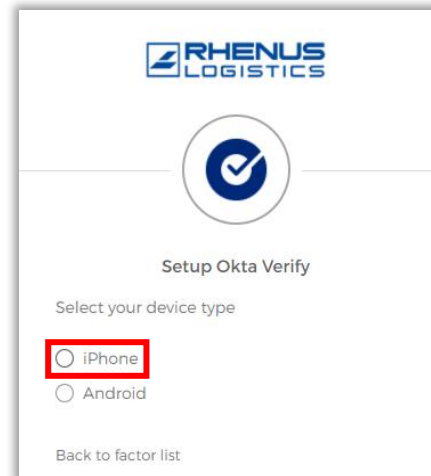 RHENUS
LOGISTICS
Setup Okta Verify
Select your device type
iPhone
Android
Back to factor list